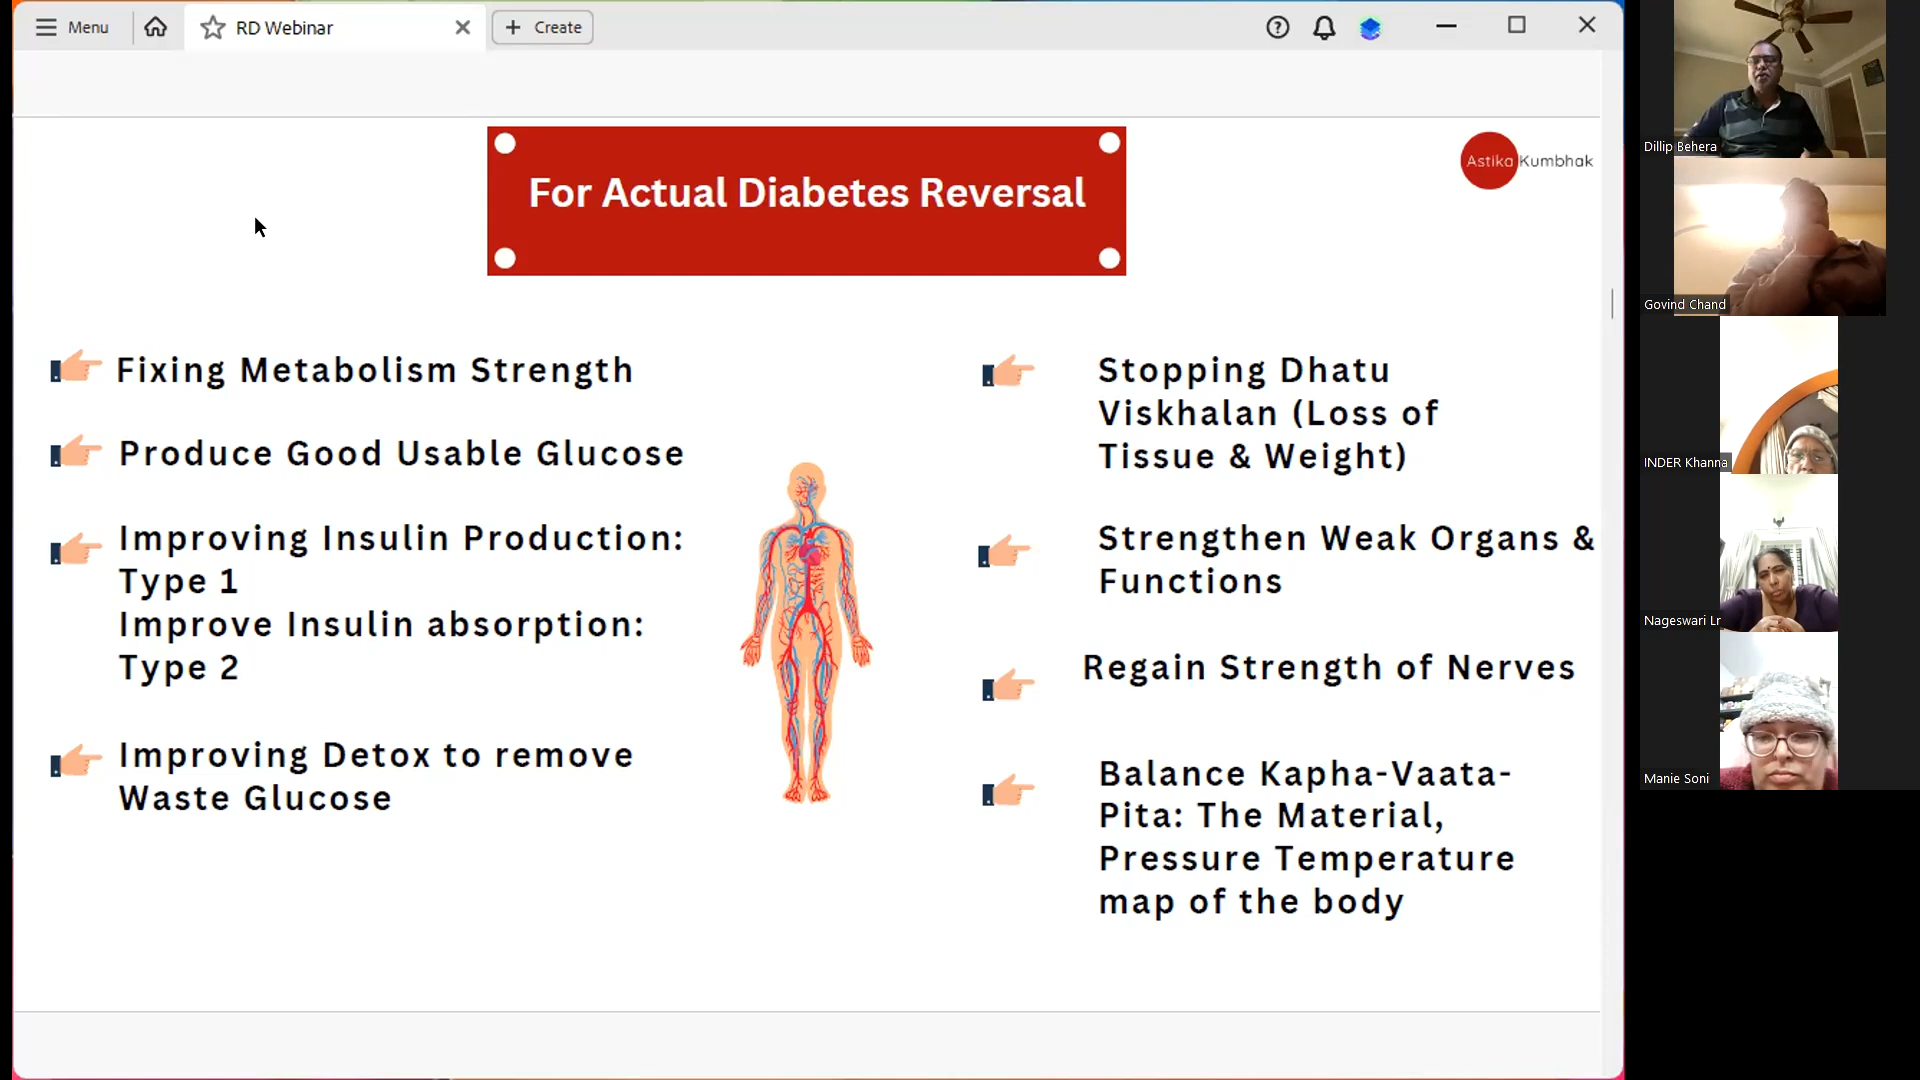 Menu
RD Webinar
Create
For Actual Diabetes Reversal
Astika Kumbhak
Fixing Metabolism Strength
Produce Good Usable Glucose
Improving Insulin Production:
Type 1
Improve Insulin absorption:
Type 2
Improving Detox to remove
Waste Glucose
Stopping Dhatu
Viskhalan (Loss of
Tissue & Weight)
Strengthen Weak Organs &
Functions
Regain Strength of Nerves
Balance Kapha-Vaata-
Pita: The Material,
Pressure Temperature
map of the body
Dillip Behera
Govind Chand
INDER Khanna
Nageswari Lr
Manie Soni